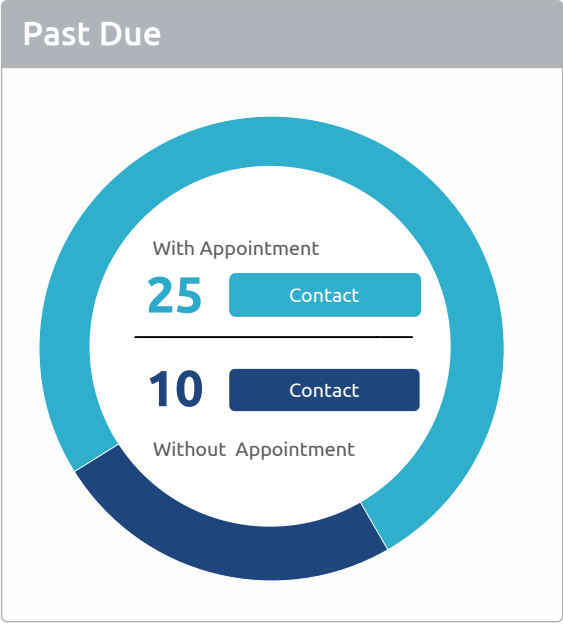 Past Due
With Appointment
25 Contact
10 Contact
Without Appointment